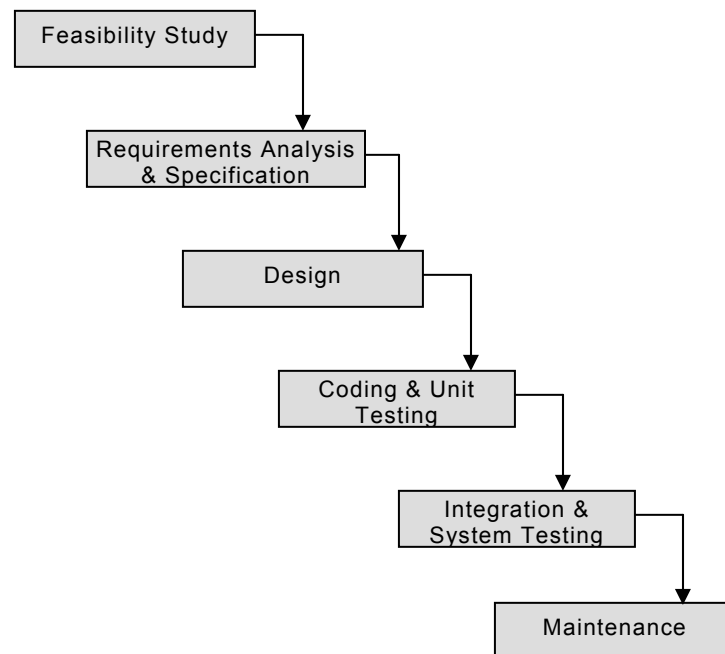 Feasibility Study
Requirements Analysis
& Specification
Design
Coding & Unit
Testing
Integration &
System Testing
Maintenance